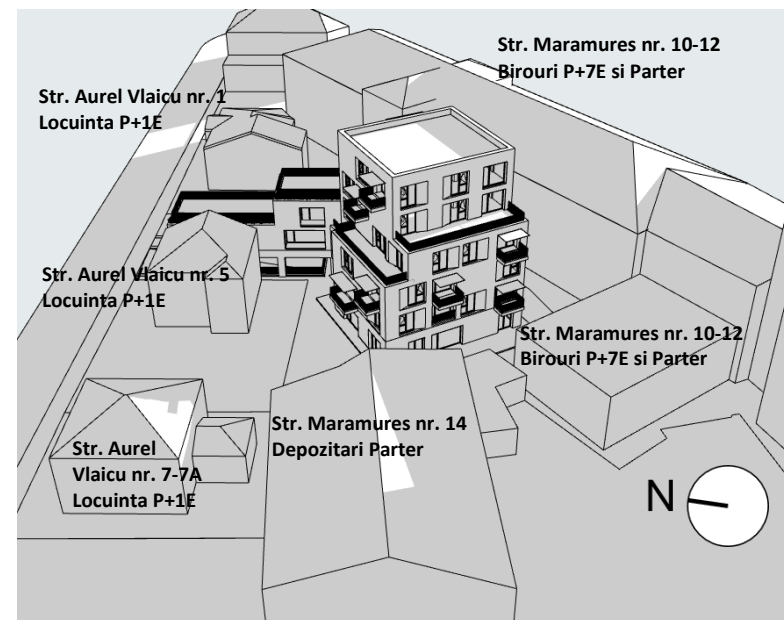 Str. Maramures nr. 10-12
Birouri P+7E si Parter
Str. Aurel Vlaicu nr. 1
Locuinta P+1E
Str. Aurel Vlaicu nr. 5
Locuinta P+1E
Str. Maramures nr. 10-12
Birouri P+7E si Parter
Str. Maramures nr. 14
Depozitari Parter
Str. Aurel
Vlaicu nr. 7-7A
Locuinta P+1E
N